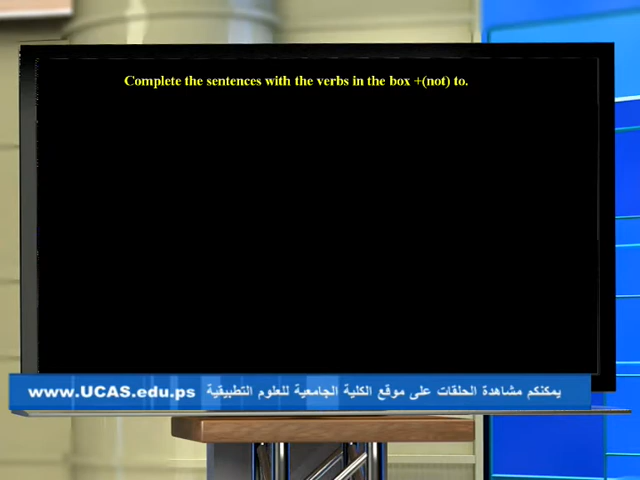 Complete the sentences with the verbs in the box +(not) to.
www.UCAS.edu.ps يمكنكم مشاهدة الحلقات على موقع الكلية الجامعية للعلوم التطبيقية